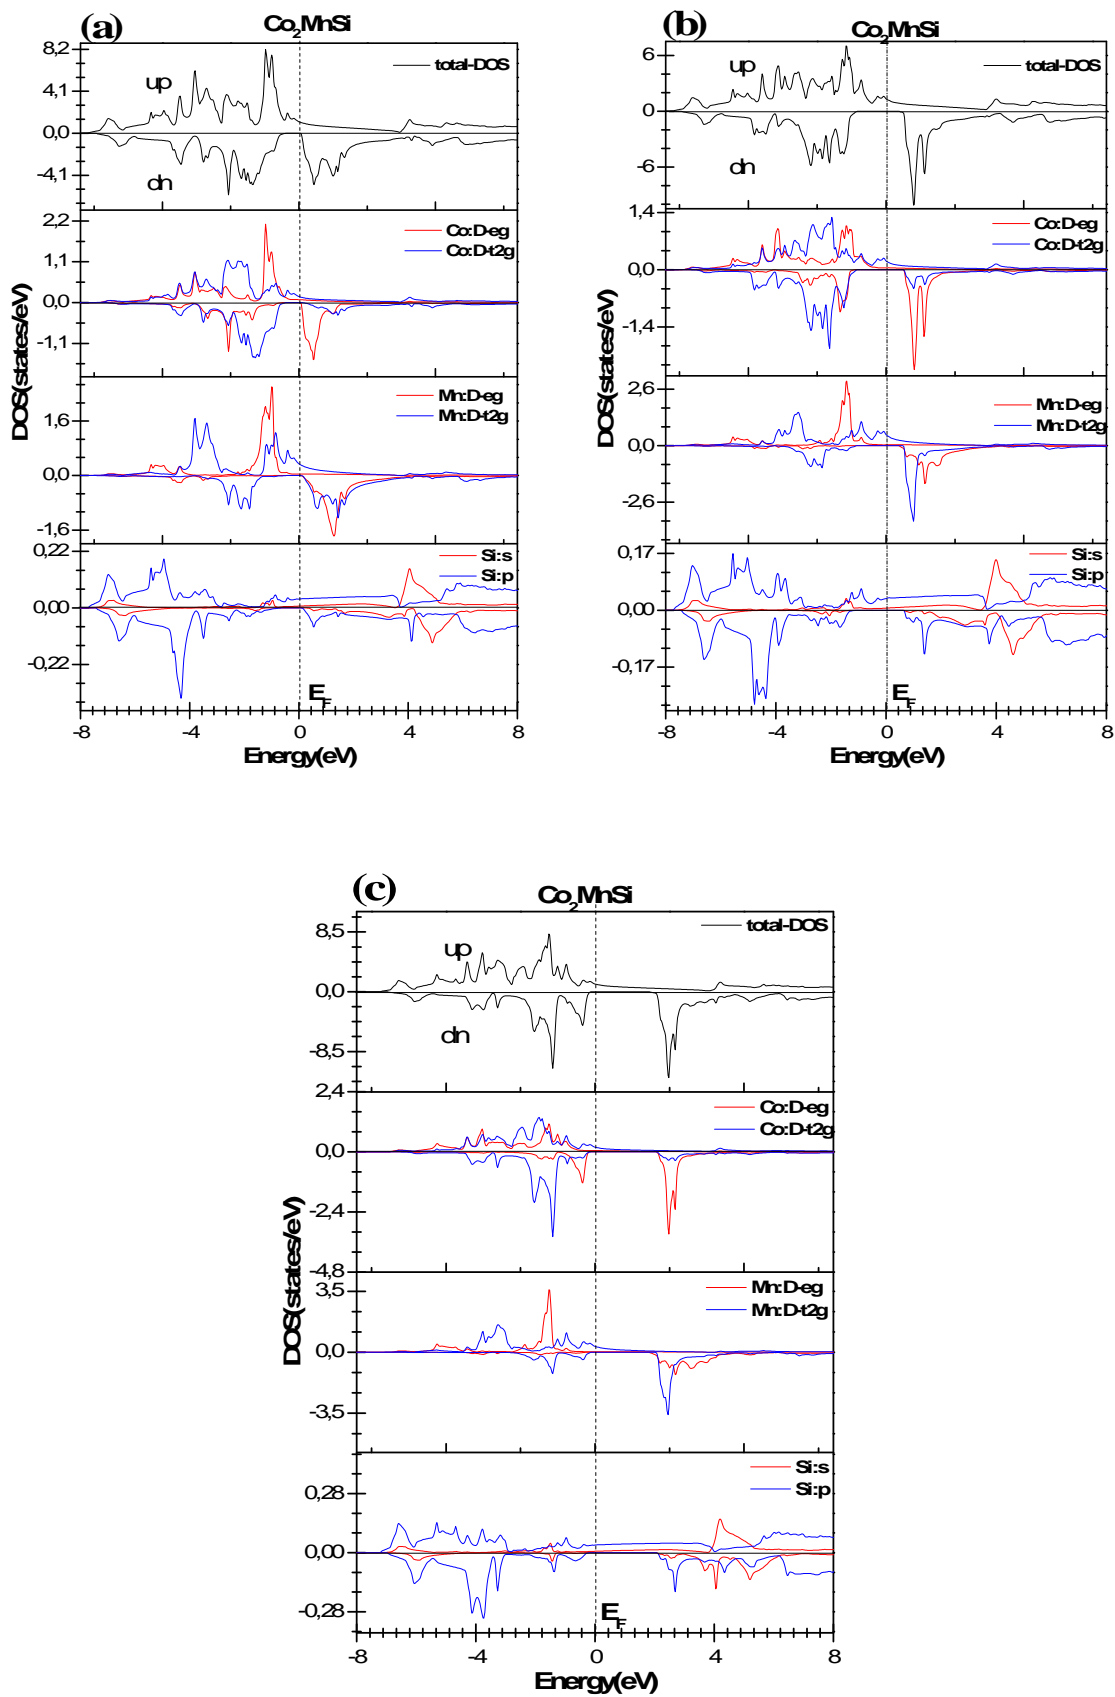 (a)
Co2MnSi
8,2
total-DOS
up
4,1
0,0
-4,1
dn
2,2
Co:D-eg
Co:D-t2g
1,1
0,0
-1,1
DOS(states/eV)
Mn:D-eg
Mn:D-t2g
1,6
0,0
-1,6
0,22
Si:s
Si:p
0,00
-0,22
EF
-8 -4 0 4 8
Energy(eV)
(b)
Co2MnSi
6
total-DOS
up
0
dn
-6
1,4
Co:D-eg
Co:D-t2g
0,0
-1,4
DOS(states/eV)
2,6
Mn:D-eg
Mn:D-t2g
0,0
-2,6
0,17
Si:s
Si:p
0,00
-0,17
EF
-8 -4 0 4 8
Energy(eV)
(c)
Co2MnSi
8,5
total-DOS
up
0,0
dn
-8,5
2,4
Co:D-eg
Co:D-t2g
0,0
-2,4
-4,8
DOS(states/eV)
3,5
Mn:D-eg
Mn:D-t2g
0,0
-3,5
Si:s
0,28
Si:p
0,00
-0,28
EF
-8 -4 0 4 8
Energy(eV)